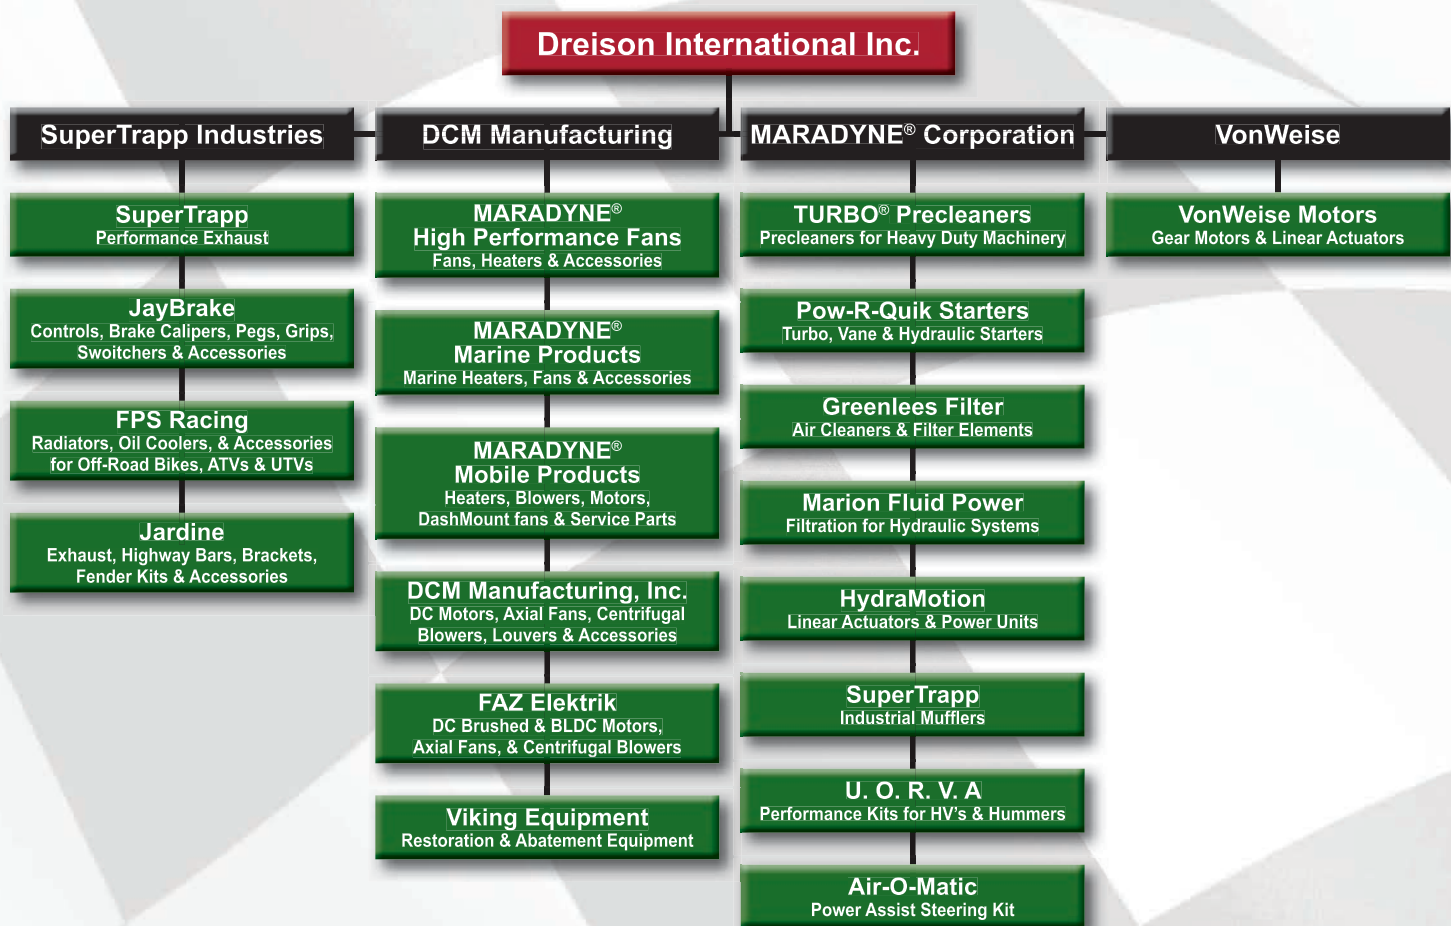 Dreison International Inc.
SuperTrapp Industries
SuperTrapp
Performance Exhaust
JayBrake
Controls, Brake Calipers, Pegs, Grips,
Swoitchers & Accessories
FPS Racing
Radiators, Oil Coolers, & Accessories
for Off-Road Bikes, ATVs & UTVs
Jardine
Exhaust, Highway Bars, Brackets,
Fender Kits & Accessories
DCM Manufacturing
MARADYNE®
High Performance Fans
Fans, Heaters & Accessories
MARADYNE®
Marine Products
Marine Heaters, Fans & Accessories
MARADYNE®
Mobile Products
Heaters, Blowers, Motors,
DashMount fans & Service Parts
DCM Manufacturing, Inc.
DC Motors, Axial Fans, Centrifugal
Blowers, Louvers & Accessories
FAZ Elektrik
DC Brushed & BLDC Motors,
Axial Fans, & Centrifugal Blowers
Viking Equipment
Restoration & Abatement Equipment
MARADYNE® Corporation
TURBO® Precleaners
Precleaners for Heavy Duty Machinery
Pow-R-Quik Starters
Turbo, Vane & Hydraulic Starters
Greenlees Filter
Air Cleaners & Filter Elements
Marion Fluid Power
Filtration for Hydraulic Systems
HydraMotion
Linear Actuators & Power Units
SuperTrapp
Industrial Mufflers
U. O. R. V. A
Performance Kits for HV's & Hummers
Air-O-Matic
Power Assist Steering Kit
VonWeise
VonWeise Motors
Gear Motors & Linear Actuators